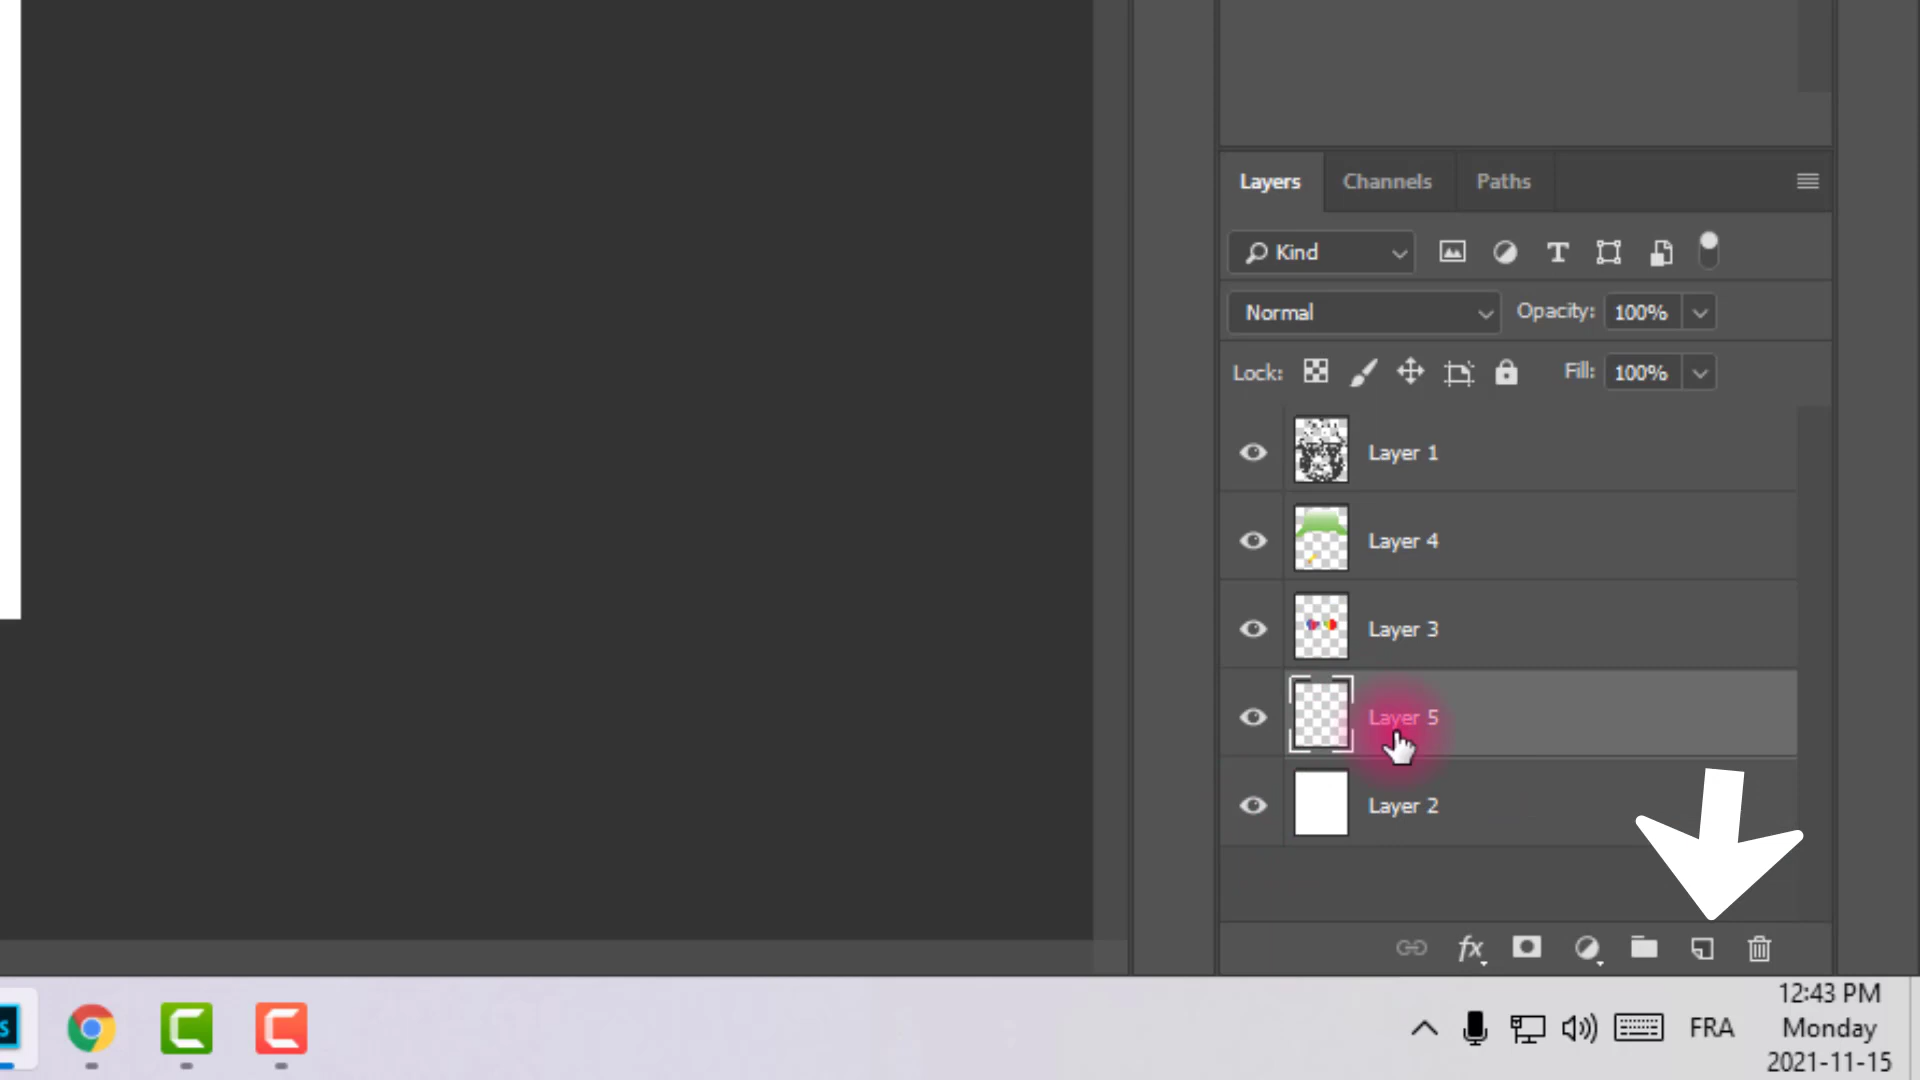 Layers Channels Paths
Kind T
Normal Opacity: 100%
Lock: Fill: 100%
Layer 1
Layer 4
Layer 3
Layer 5
Layer 2
fx
12:43 PM
FRA Monday
2021-11-15